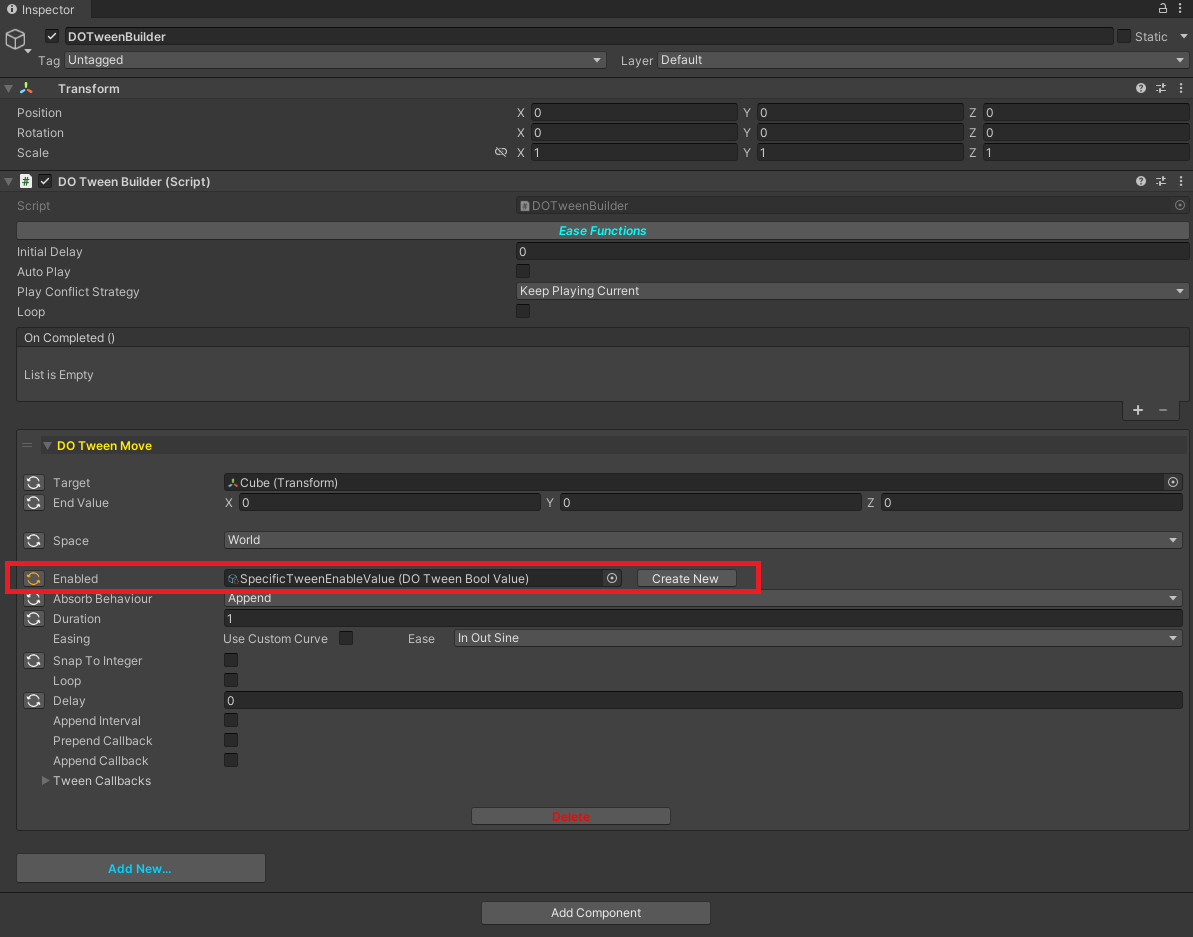 Inspector
DOTweenBuilder Static
Tag Untagged Layer Default
Transform
Position X 0 Y 0 Z 0
Rotation X 0 Y 0 Z 0
Scale X 1 Y 1 Z 1
# DO Tween Builder (Script)
Script # DOTweenBuilder
Ease Functions
Initial Delay 0
Auto Play
Play Conflict Strategy Keep Playing Current
Loop
On Completed ()
List is Empty
+ −
DO Tween Move
Target Cube (Transform)
End Value X 0 Y 0 Z 0
Space World
Enabled SpecificTweenEnableValue (DO Tween Bool Value) Create New
Absorb Behaviour Append
Duration 1
Easing Use Custom Curve Ease In Out Sine
Snap To Integer
Loop
Delay 0
Append Interval
Prepend Callback
Append Callback
Tween Callbacks
Delete
Add New...
Add Component